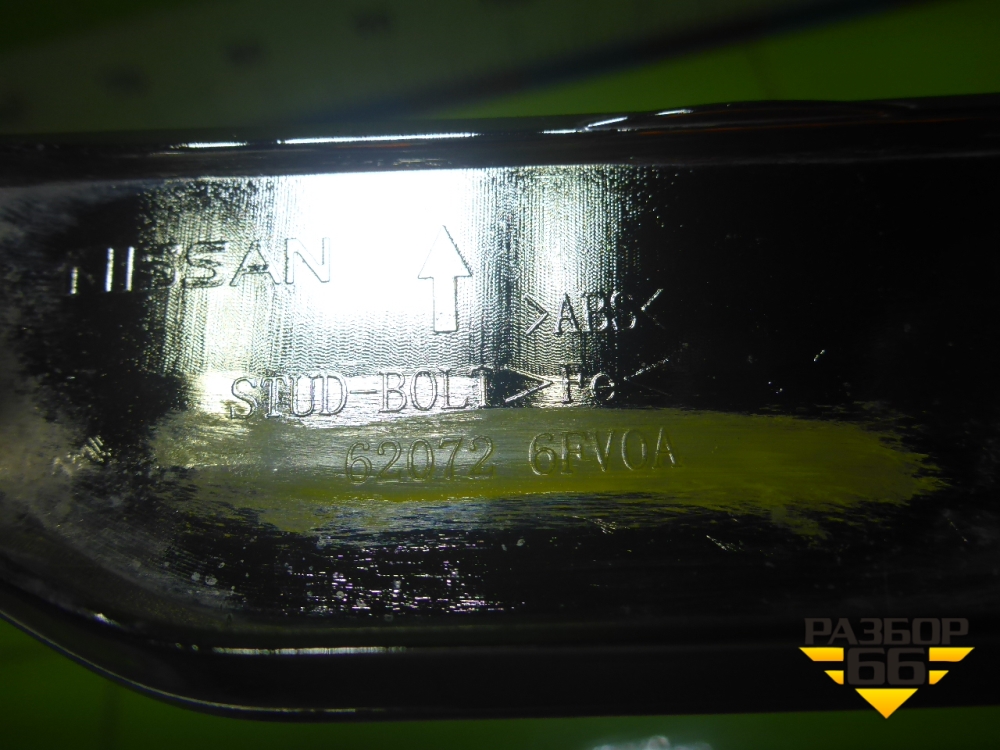 NISSAN
>ABS<
STUD-BOLT >Fe<
62072 6FV0A
РАЗБОР
66